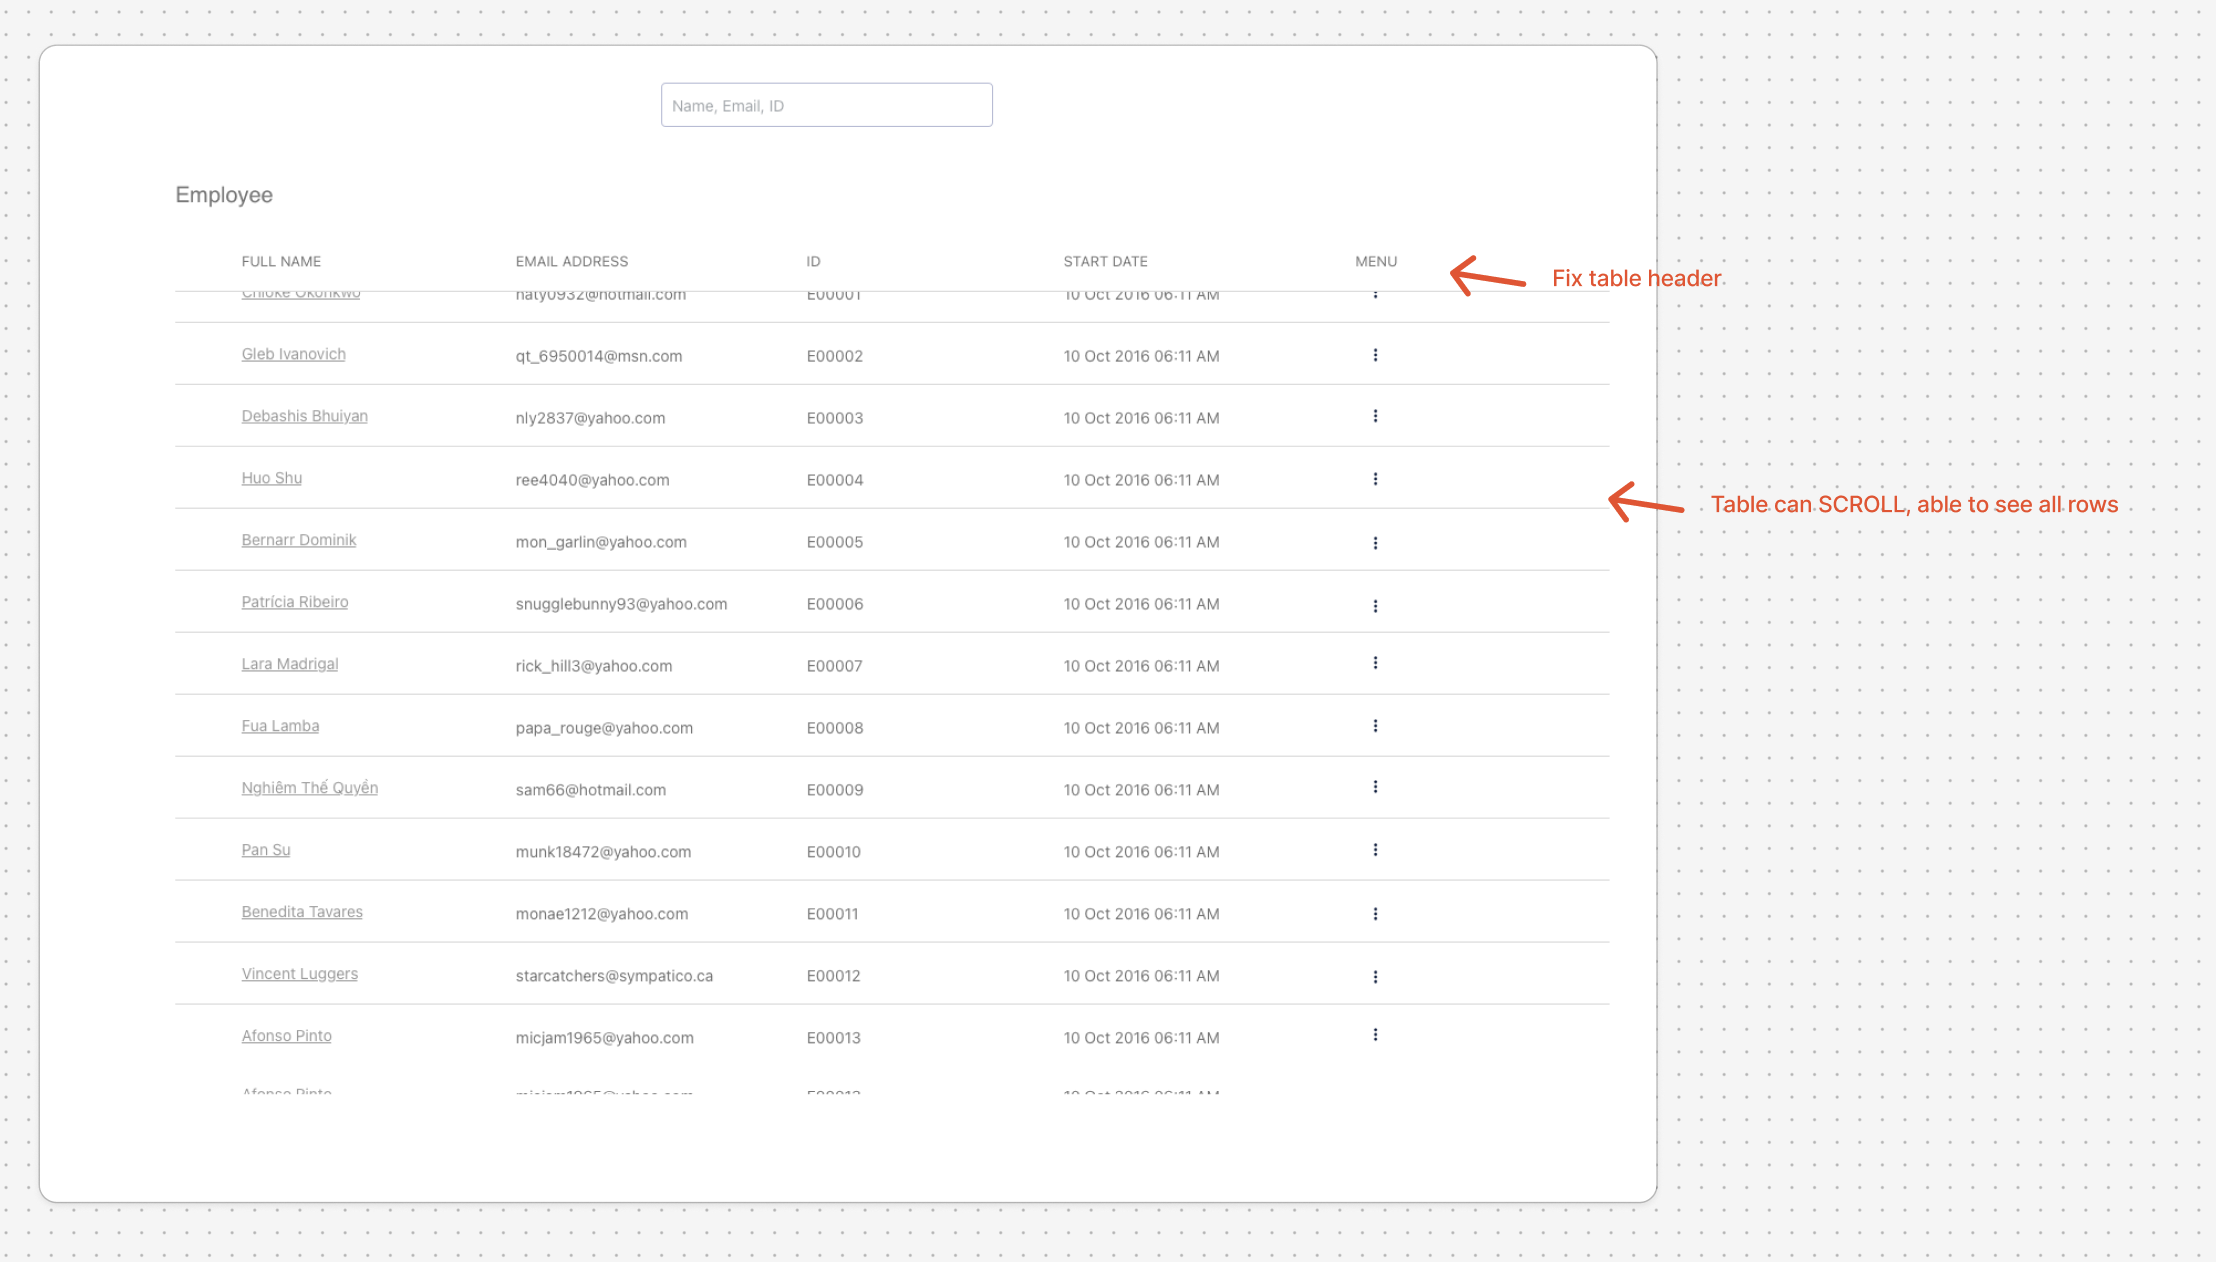 Name, Email, ID
Employee
FULL NAME EMAIL ADDRESS ID START DATE MENU
Fix table header
Chioke Okonkwo naty0932@hotmail.com E00001 10 Oct 2016 06:11 AM
Gleb Ivanovich qt_6950014@msn.com E00002 10 Oct 2016 06:11 AM
Debashis Bhuiyan nly2837@yahoo.com E00003 10 Oct 2016 06:11 AM
Huo Shu ree4040@yahoo.com E00004 10 Oct 2016 06:11 AM
Table can SCROLL, able to see all rows
Bernarr Dominik mon_garlin@yahoo.com E00005 10 Oct 2016 06:11 AM
Patrícia Ribeiro snugglebunny93@yahoo.com E00006 10 Oct 2016 06:11 AM
Lara Madrigal rick_hill3@yahoo.com E00007 10 Oct 2016 06:11 AM
Fua Lamba papa_rouge@yahoo.com E00008 10 Oct 2016 06:11 AM
Nghiêm Thế Quyền sam66@hotmail.com E00009 10 Oct 2016 06:11 AM
Pan Su munk18472@yahoo.com E00010 10 Oct 2016 06:11 AM
Benedita Tavares monae1212@yahoo.com E00011 10 Oct 2016 06:11 AM
Vincent Luggers starcatchers@sympatico.ca E00012 10 Oct 2016 06:11 AM
Afonso Pinto micjam1965@yahoo.com E00013 10 Oct 2016 06:11 AM
Afonso Pinto micjam1965@yahoo.com E00013 10 Oct 2016 06:11 AM